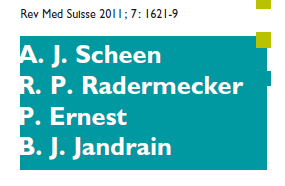 Rev Med Suisse 2011 ; 7 : 1621-9
A. J. Scheen
R. P. Radermecker
P. Ernest
B. J. Jandrain